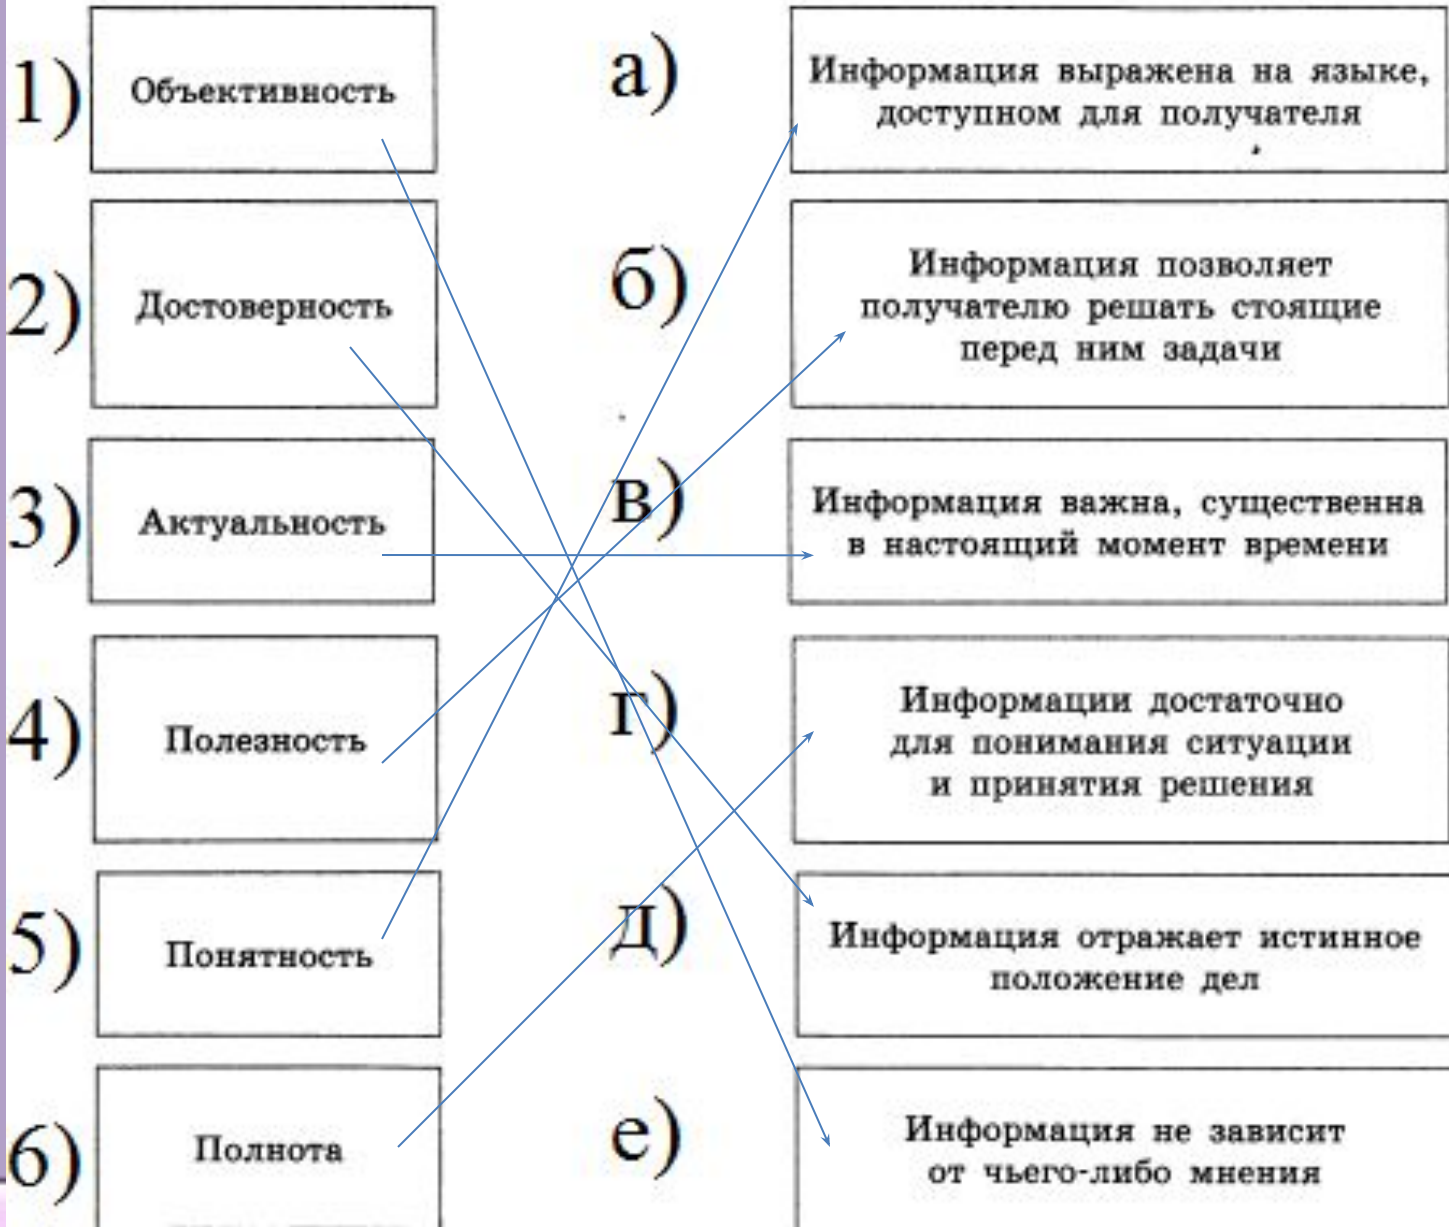 1)
Объективность
а)
Информация выражена на языке,
доступном для получателя
2)
Достоверность
б)
Информация позволяет
получателю решать стоящие
перед ним задачи
3)
Актуальность
в)
Информация важна, существенна
в настоящий момент времени
4)
Полезность
г)
Информации достаточно
для понимания ситуации
и принятия решения
5)
Понятность
д)
Информация отражает истинное
положение дел
6)
Полнота
е)
Информация не зависит
от чьего-либо мнения